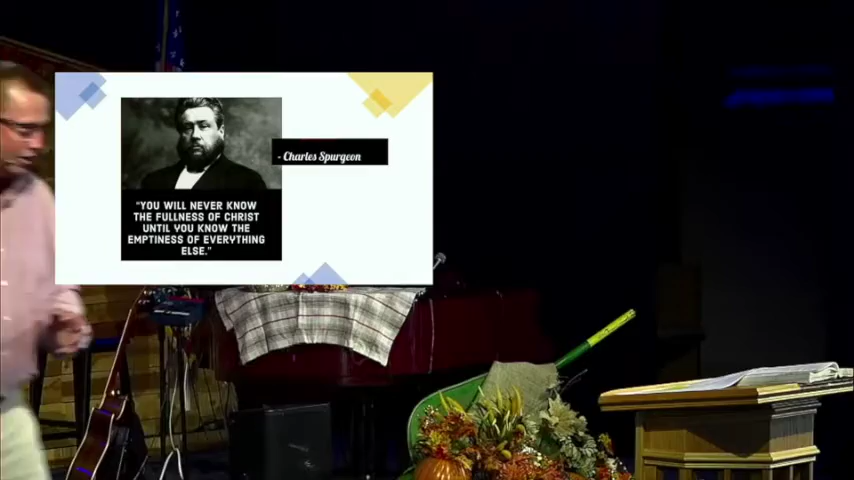 - Charles Spurgeon
"YOU WILL NEVER KNOW
THE FULLNESS OF CHRIST
UNTIL YOU KNOW THE
EMPTINESS OF EVERYTHING
ELSE."